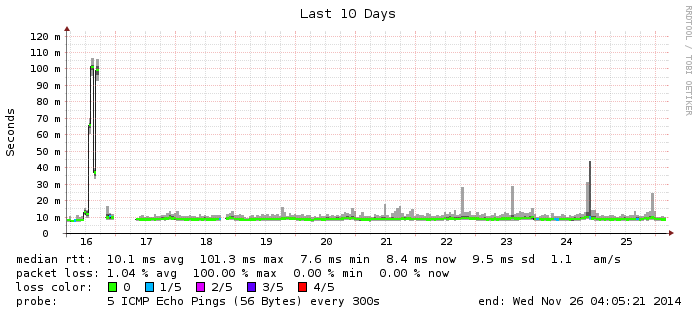 Last 10 Days
RRDTOOL / TOBI OETIKER
Seconds
120 m
110 m
100 m
90 m
80 m
70 m
60 m
50 m
40 m
30 m
20 m
10 m
0
16 17 18 19 20 21 22 23 24 25
median rtt: 10.1 ms avg 101.3 ms max 7.6 ms min 8.4 ms now 9.5 ms sd 1.1 am/s
packet loss: 1.04 % avg 100.00 % max 0.00 % min 0.00 % now
loss color: 0 1/5 2/5 3/5 4/5
probe: 5 ICMP Echo Pings (56 Bytes) every 300s end: Wed Nov 26 04:05:21 2014